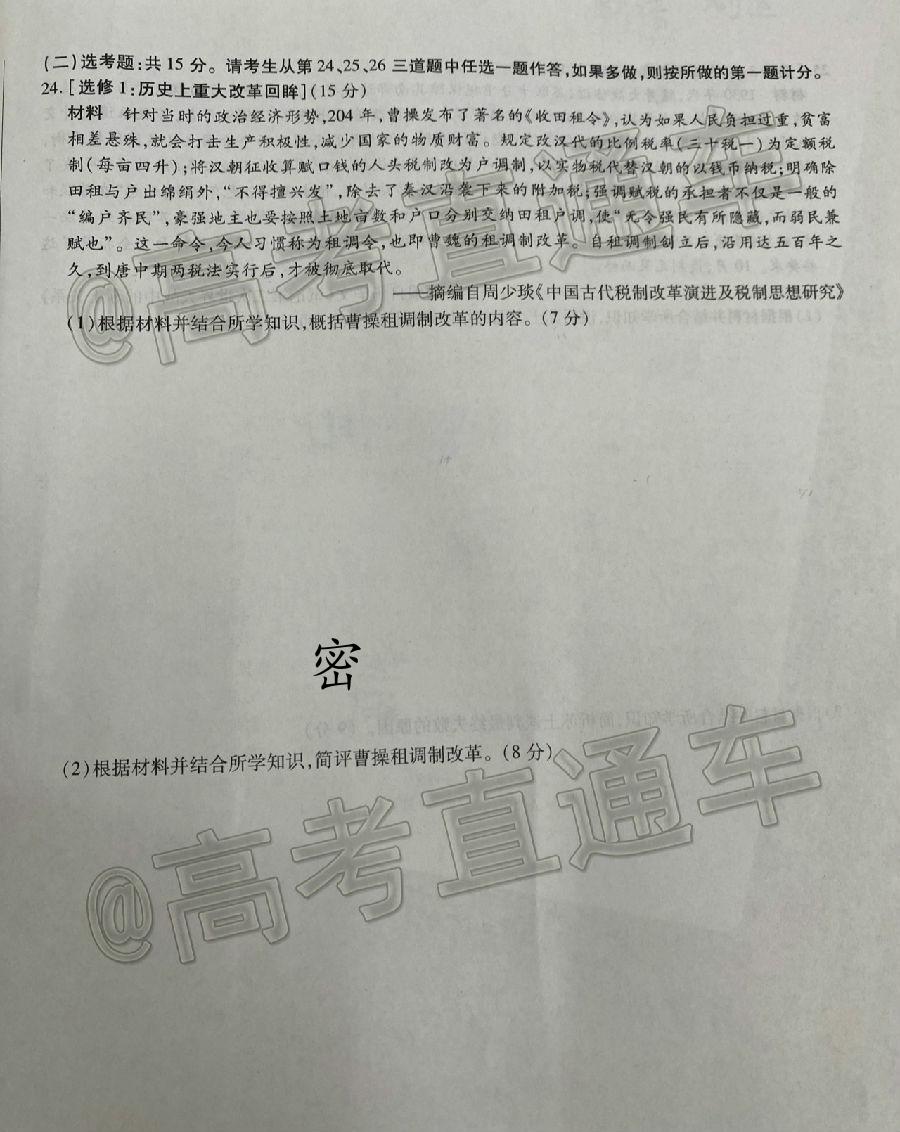 (二)选考题:共15分。请考生从第24、25、26三道题中任选一题作答,如果多做,则按所做的第一题计分。
24.[选修1:历史上重大改革回眸](15分)
材料 针对当时的政治经济形势,204年,曹操发布了著名的《收田租令》,认为如果人民负担过重,贫富
相差悬殊,就会打击生产积极性,减少国家的物质财富。规定改汉代的比例税率(三十税一)为定额税
制(每亩四升);将汉朝征收算赋口钱的人头税制改为户调制,以实物税代替汉朝的以钱币纳税;明确除
田租与户出绵绢外,“不得擅兴发”,除去了秦汉沿袭下来的附加税;强调赋税的承担者不仅是一般的
“编户齐民”,豪强地主也要按照土地亩数和户口分别交纳田租户调,使“无令强民有所隐藏,而弱民兼
赋也”。这一命令,今人习惯称为租调令,也即曹魏的租调制改革。自租调制创立后,沿用达五百年之
久,到唐中期两税法实行后,才被彻底取代。
——摘编自周少琰《中国古代税制改革演进及税制思想研究》
(1)根据材料并结合所学知识,概括曹操租调制改革的内容。(7分)
密
(2)根据材料并结合所学知识,简评曹操租调制改革。(8分)
@高考直通车
@高考直通车